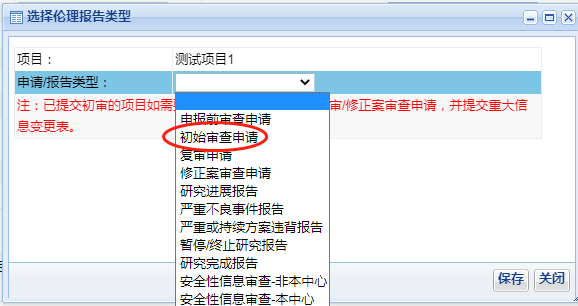 选择伦理报告类型
项目：
测试项目1
申请/报告类型：
注：已提交初审的项目如需 审/修正案审查申请，并提交重大信
息变更表。
申报前审查申请
初始审查申请
复审申请
修正案审查申请
研究进展报告
严重不良事件报告
严重或持续方案违背报告
暂停/终止研究报告
研究完成报告
安全性信息审查-非本中心
安全性信息审查-本中心
保存
关闭